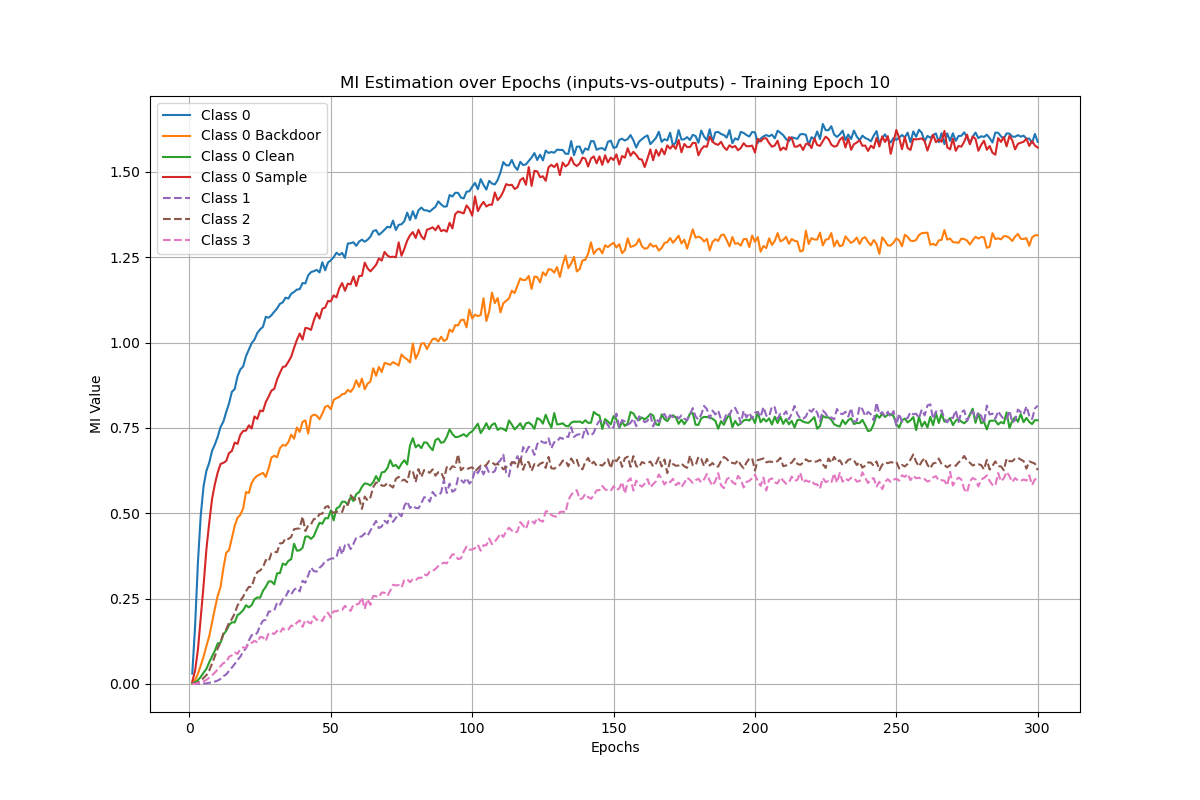 MI Estimation over Epochs (inputs-vs-outputs) - Training Epoch 10
Class 0
Class 0 Backdoor
Class 0 Clean
Class 0 Sample
Class 1
Class 2
Class 3
1.50
1.25
1.00
0.75
0.50
0.25
0.00
MI Value
0 50 100 150 200 250 300
Epochs